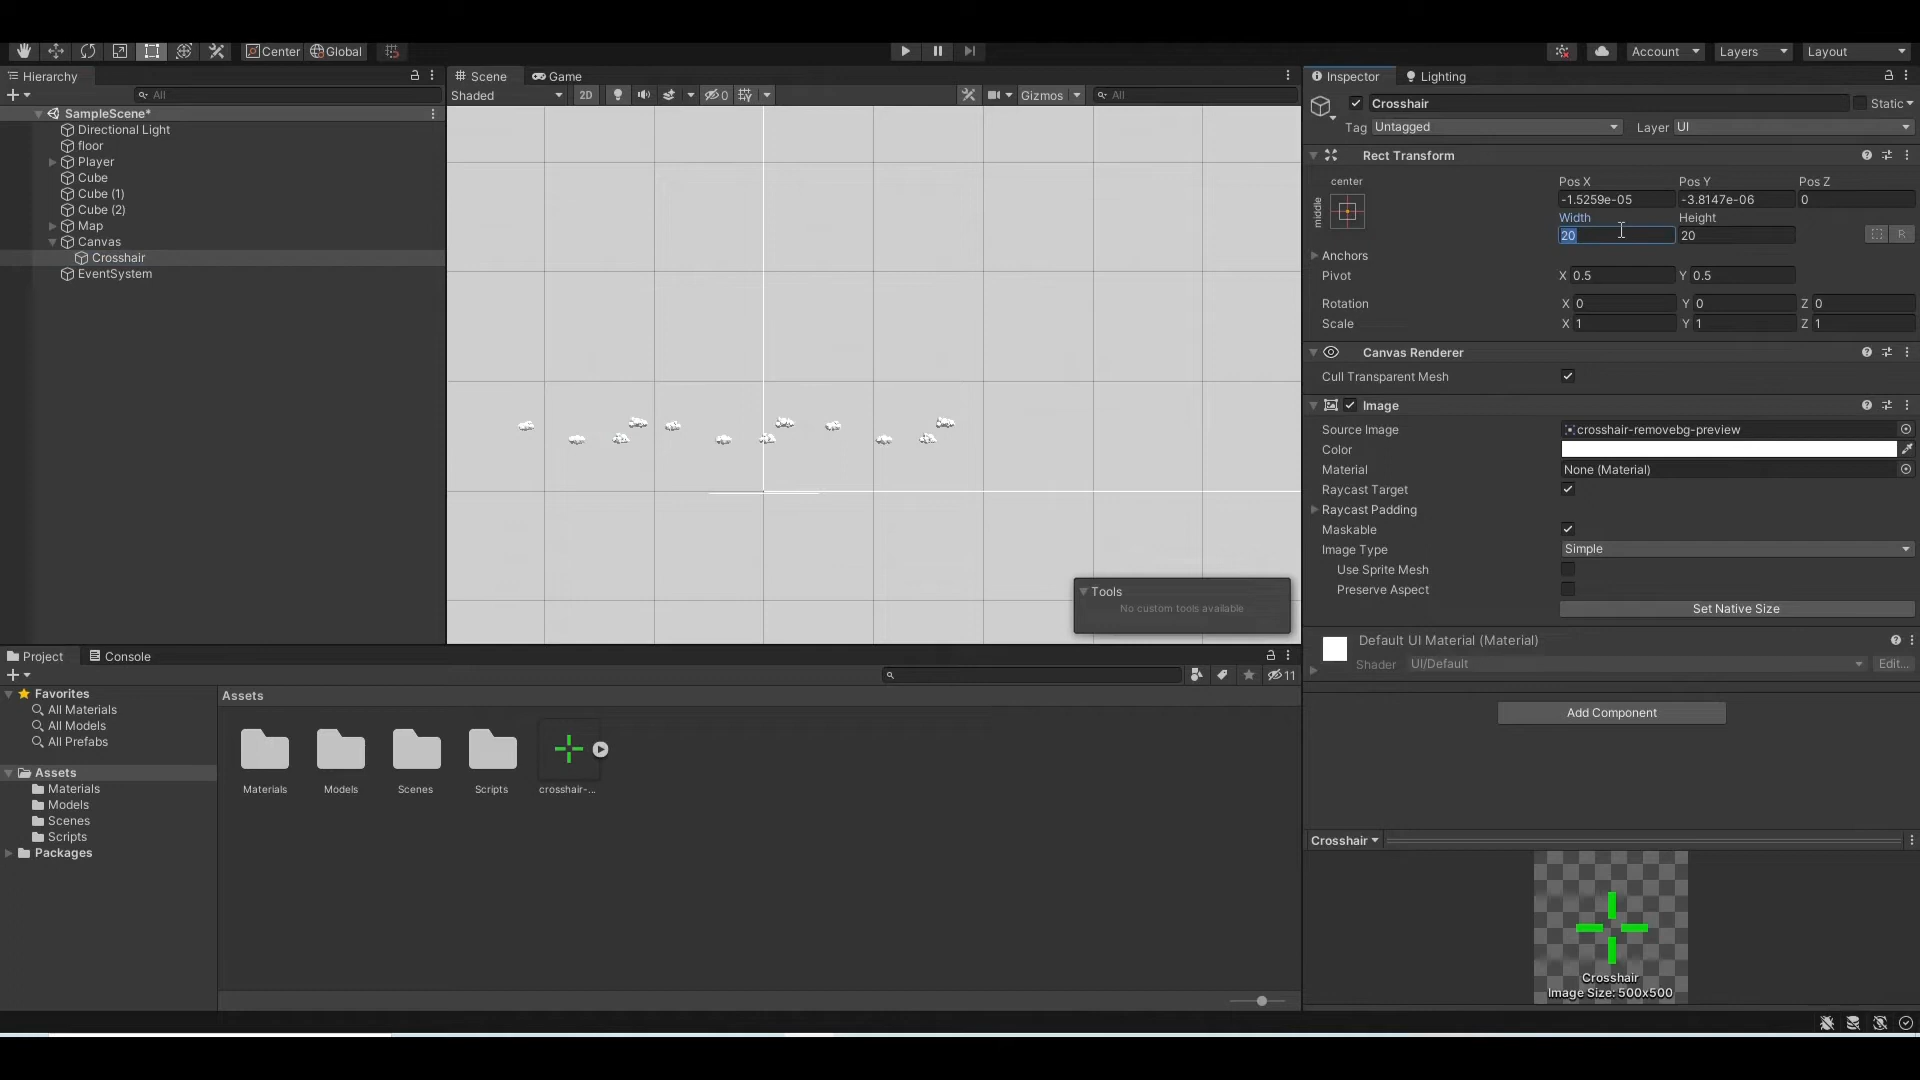 Center Global Account Layers Layout
Hierarchy
All
SampleScene*
Directional Light
floor
Player
Cube
Cube (1)
Cube (2)
Map
Canvas
Crosshair
EventSystem
Scene Game
Shaded 2D 0 Gizmos All
Tools
No custom tools available
Inspector Lighting
Crosshair Static
Tag Untagged Layer UI
Rect Transform
center
middle
Pos X Pos Y Pos Z
-1.5259e-05 -3.8147e-06 0
Width Height
20 20 R
Anchors
Pivot X 0.5 Y 0.5
Rotation X 0 Y 0 Z 0
Scale X 1 Y 1 Z 1
Canvas Renderer
Cull Transparent Mesh
Image
Source Image crosshair-removebg-preview
Color
Material None (Material)
Raycast Target
Raycast Padding
Maskable
Image Type Simple
Use Sprite Mesh
Preserve Aspect
Set Native Size
Default UI Material (Material)
Shader UI/Default Edit...
Add Component
Crosshair
Crosshair
Image Size: 500x500
Project Console
11
Favorites
All Materials
All Models
All Prefabs
Assets
Materials
Models
Scenes
Scripts
Packages
Assets
Materials Models Scenes Scripts crosshair-...